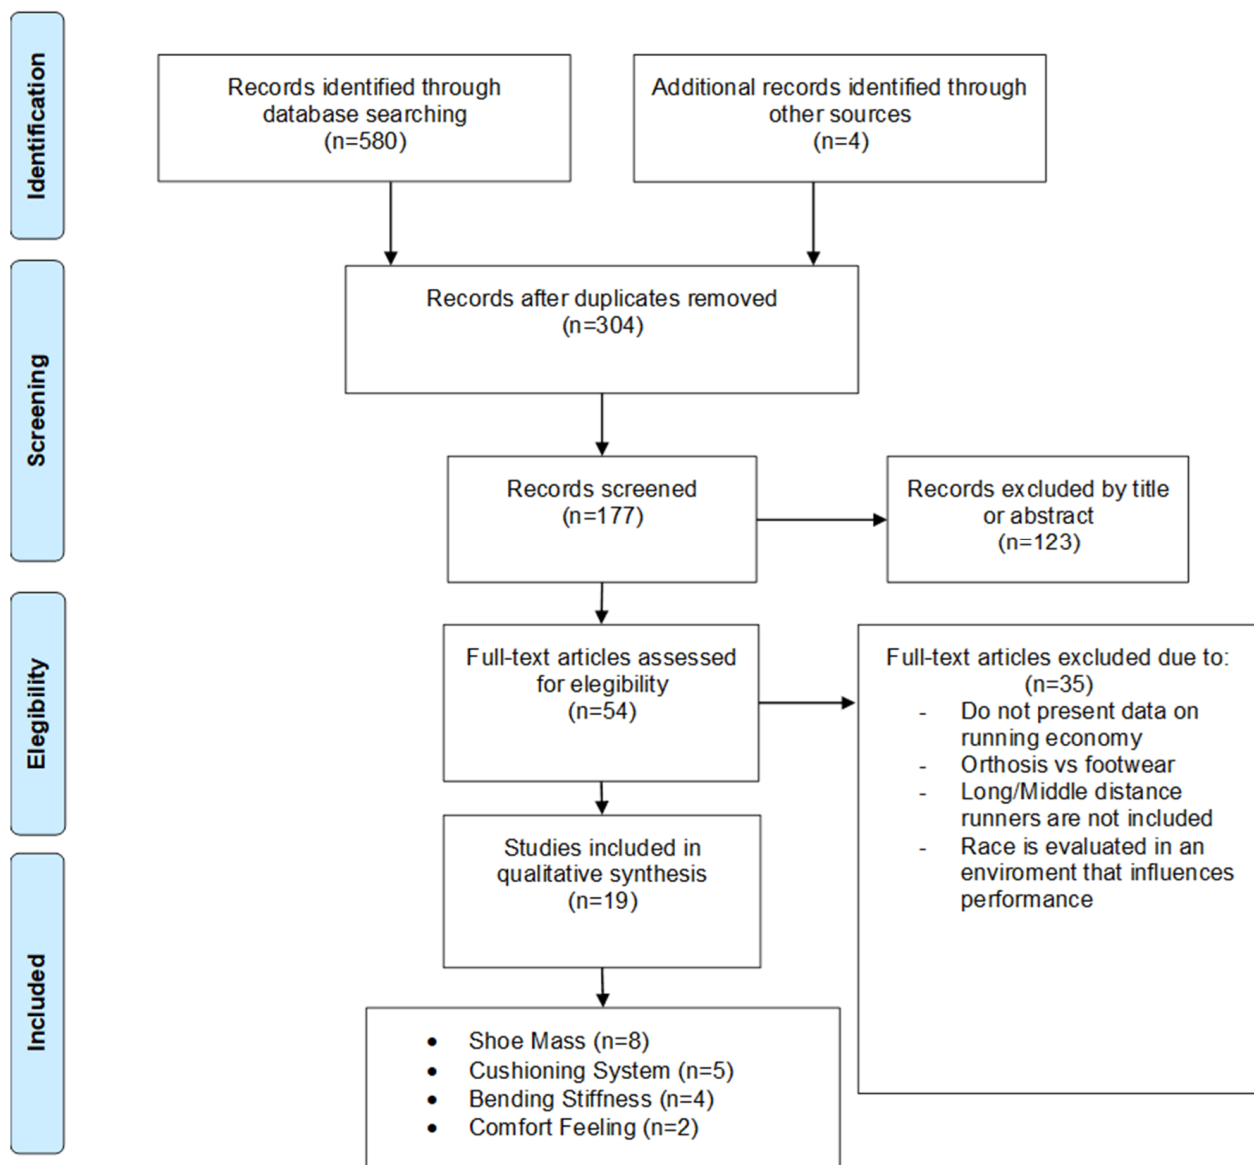 Identification
Records identified through
database searching
(n=580)
Additional records identified through
other sources
(n=4)
Screening
Records after duplicates removed
(n=304)
Records screened
(n=177)
Records excluded by title
or abstract
(n=123)
Elegibility
Full-text articles assessed
for elegibility
(n=54)
Full-text articles excluded due to:
(n=35)
- Do not present data on
running economy
- Orthosis vs footwear
- Long/Middle distance
runners are not included
- Race is evaluated in an
enviroment that influences
performance
Included
Studies included in
qualitative synthesis
(n=19)
• Shoe Mass (n=8)
• Cushioning System (n=5)
• Bending Stiffness (n=4)
• Comfort Feeling (n=2)